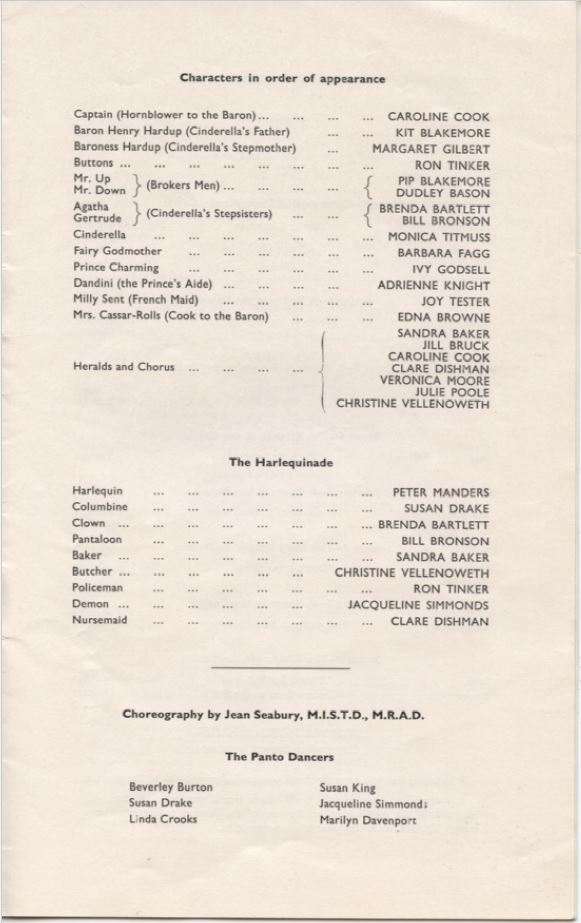 Characters in order of appearance
Captain (Hornblower to the Baron) ... ... ... ... CAROLINE COOK
Baron Henry Hardup (Cinderella's Father) ... ... KIT BLAKEMORE
Baroness Hardup (Cinderella's Stepmother) ... MARGARET GILBERT
Buttons ... ... ... ... ... ... ... RON TINKER
Mr. Up } (Brokers Men) ... ... ... ... { PIP BLAKEMORE
Mr. Down DUDLEY BASON
Agatha } (Cinderella's Stepsisters) ... ... { BRENDA BARTLETT
Gertrude BILL BRONSON
Cinderella ... ... ... ... ... ... MONICA TITMUSS
Fairy Godmother ... ... ... ... ... BARBARA FAGG
Prince Charming ... ... ... ... ... IVY GODSELL
Dandini (the Prince's Aide) ... ... ... ... ADRIENNE KNIGHT
Milly Sent (French Maid) ... ... ... ... JOY TESTER
Mrs. Cassar-Rolls (Cook to the Baron) ... ... ... EDNA BROWNE
SANDRA BAKER
JILL BRUCK
CAROLINE COOK
Heralds and Chorus ... ... ... ... { CLARE DISHMAN
VERONICA MOORE
JULIE POOLE
CHRISTINE VELLENOWETH
The Harlequinade
Harlequin ... ... ... ... ... ... ... PETER MANDERS
Columbine ... ... ... ... ... ... ... SUSAN DRAKE
Clown ... ... ... ... ... ... ... ... BRENDA BARTLETT
Pantaloon ... ... ... ... ... ... ... BILL BRONSON
Baker ... ... ... ... ... ... ... ... SANDRA BAKER
Butcher ... ... ... ... ... ... CHRISTINE VELLENOWETH
Policeman ... ... ... ... ... ... ... RON TINKER
Demon ... ... ... ... ... ... JACQUELINE SIMMONDS
Nursemaid ... ... ... ... ... ... ... CLARE DISHMAN
Choreography by Jean Seabury, M.I.S.T.D., M.R.A.D.
The Panto Dancers
Beverley Burton Susan King
Susan Drake Jacqueline Simmonds
Linda Crooks Marilyn Davenport